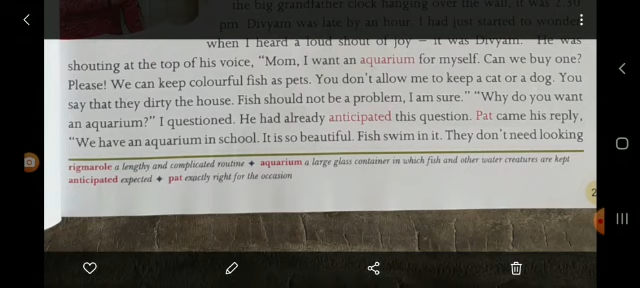 the big grandfather clock hanging over the wall, it was 2.30
pm. Divyam was late by an hour. I had just started to wonder
when I heard a loud shout of joy – it was Divyam. He was
shouting at the top of his voice, “Mom, I want an aquarium for myself. Can we buy one?
Please! We can keep colourful fish as pets. You don’t allow me to keep a cat or a dog. You
say that they dirty the house. Fish should not be a problem, I am sure.” “Why do you want
an aquarium?” I questioned. He had already anticipated this question. Pat came his reply,
“We have an aquarium in school. It is so beautiful. Fish swim in it. They don’t need looking
rigmarole a lengthy and complicated routine ✦ aquarium a large glass container in which fish and other water creatures are kept
anticipated expected ✦ pat exactly right for the occasion
2